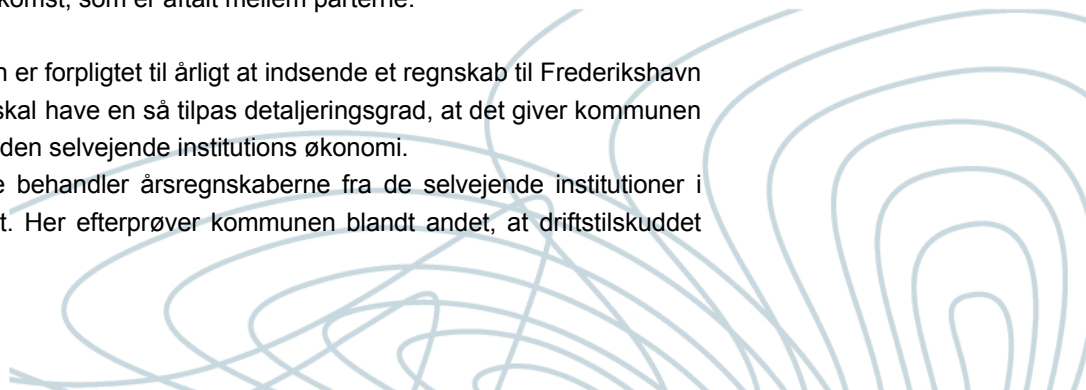 komst, som er aftalt mellem parterne.
er forpligtet til årligt at indsende et regnskab til Frederikshavn
skal have en så tilpas detaljeringsgrad, at det giver kommunen
den selvejende institutions økonomi.
behandler årsregnskaberne fra de selvejende institutioner i
t. Her efterprøver kommunen blandt andet, at driftstilskuddet